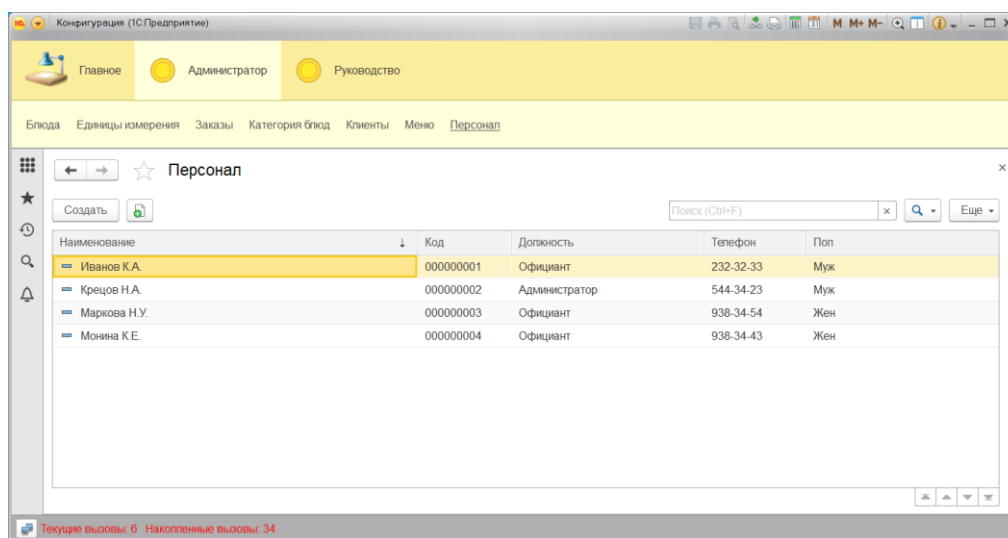 Конфигурация (1С:Предприятие)
M M+ M-
Главное Администратор Руководство
Блюда Единицы измерения Заказы Категория блюд Клиенты Меню Персонал
Персонал
Создать Поиск (Ctrl+F) × Еще
Наименование ↓ Код Должность Телефон Пол
Иванов К.А. 000000001 Официант 232-32-33 Муж
Крецов Н.А. 000000002 Администратор 544-34-23 Муж
Маркова Н.У. 000000003 Официант 938-34-54 Жен
Монина К.Е. 000000004 Официант 938-34-43 Жен
Текущие вызовы: 6 Накопленные вызовы: 34